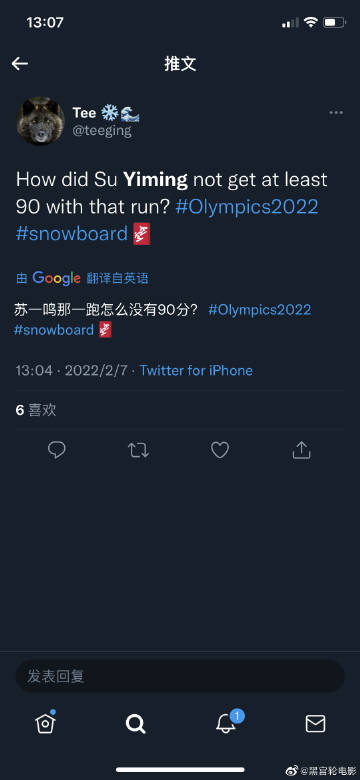 13:07
推文
Tee ❄️🌊
@teeging
How did Su Yiming not get at least
90 with that run? #Olympics2022
#snowboard
由 Google 翻译自英语
苏一鸣那一跑怎么没有90分? #Olympics2022
#snowboard
13:04 · 2022/2/7 · Twitter for iPhone
6 喜欢
发表回复
1
@黑宫轮电影